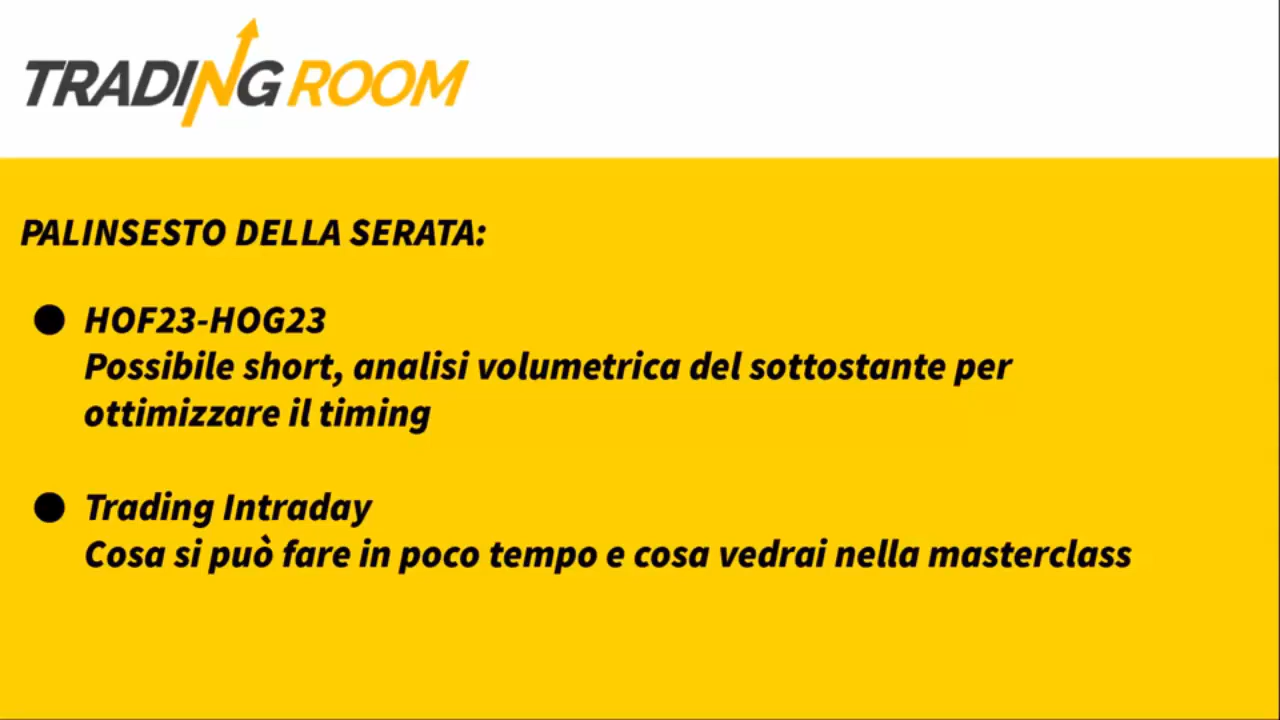 TRADING ROOM
PALINSESTO DELLA SERATA:
HOF23-HOG23
Possibile short, analisi volumetrica del sottostante per
ottimizzare il timing
Trading Intraday
Cosa si può fare in poco tempo e cosa vedrai nella masterclass